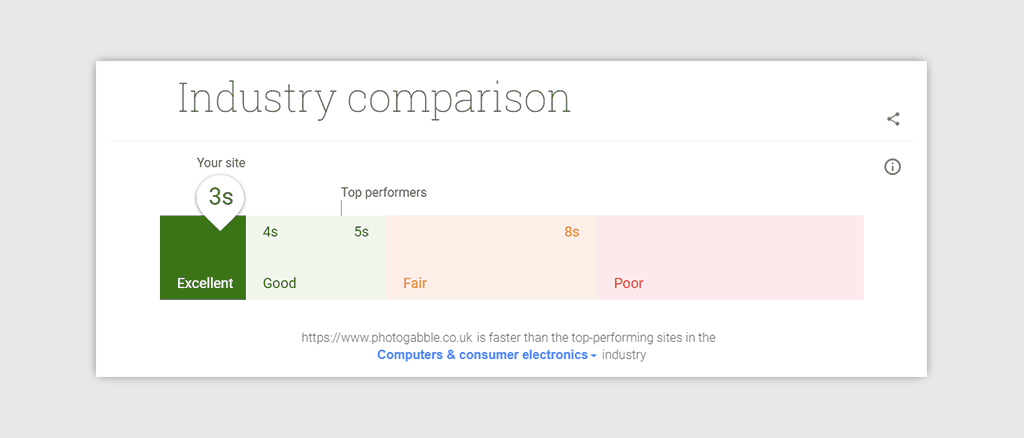 Industry comparison
Your site
3s
Top performers
4s 5s 8s
Excellent Good Fair Poor
https://www.photogabble.co.uk is faster than the top-performing sites in the
Computers & consumer electronics industry